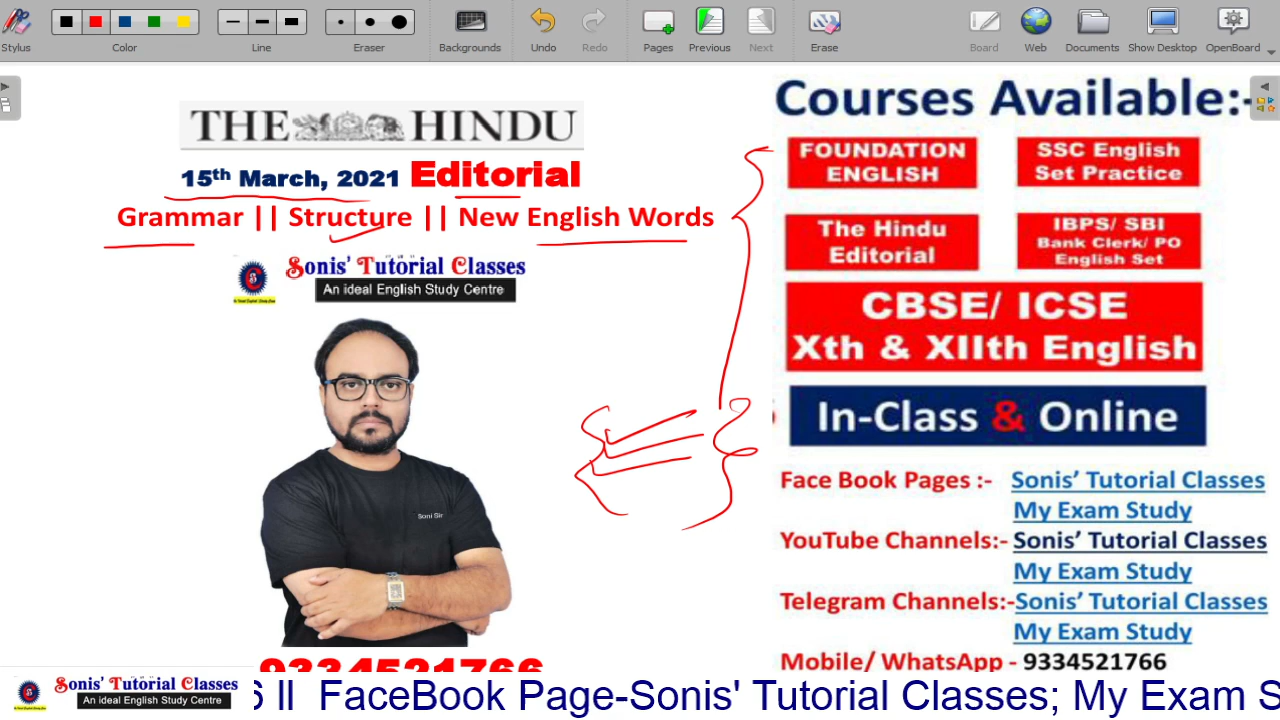 Stylus
Color
Line
Eraser
Backgrounds
Undo
Redo
Pages
Previous
Next
Erase
Board
Web
Documents
Show Desktop
OpenBoard
THE HINDU
15th March, 2021 Editorial
Grammar || Structure || New English Words
Sonis' Tutorial Classes
An ideal English Study Centre
Soni Sir
9334521766
Courses Available:-
FOUNDATION
ENGLISH
SSC English
Set Practice
The Hindu
Editorial
IBPS/ SBI
Bank Clerk/ PO
English Set
CBSE/ ICSE
Xth & XIIth English
In-Class & Online
Face Book Pages :- Sonis’ Tutorial Classes
My Exam Study
YouTube Channels:- Sonis’ Tutorial Classes
My Exam Study
Telegram Channels:-Sonis’ Tutorial Classes
My Exam Study
Mobile/ WhatsApp - 9334521766
Sonis' Tutorial Classes
An ideal English Study Centre
6 II FaceBook Page-Sonis' Tutorial Classes; My Exam S